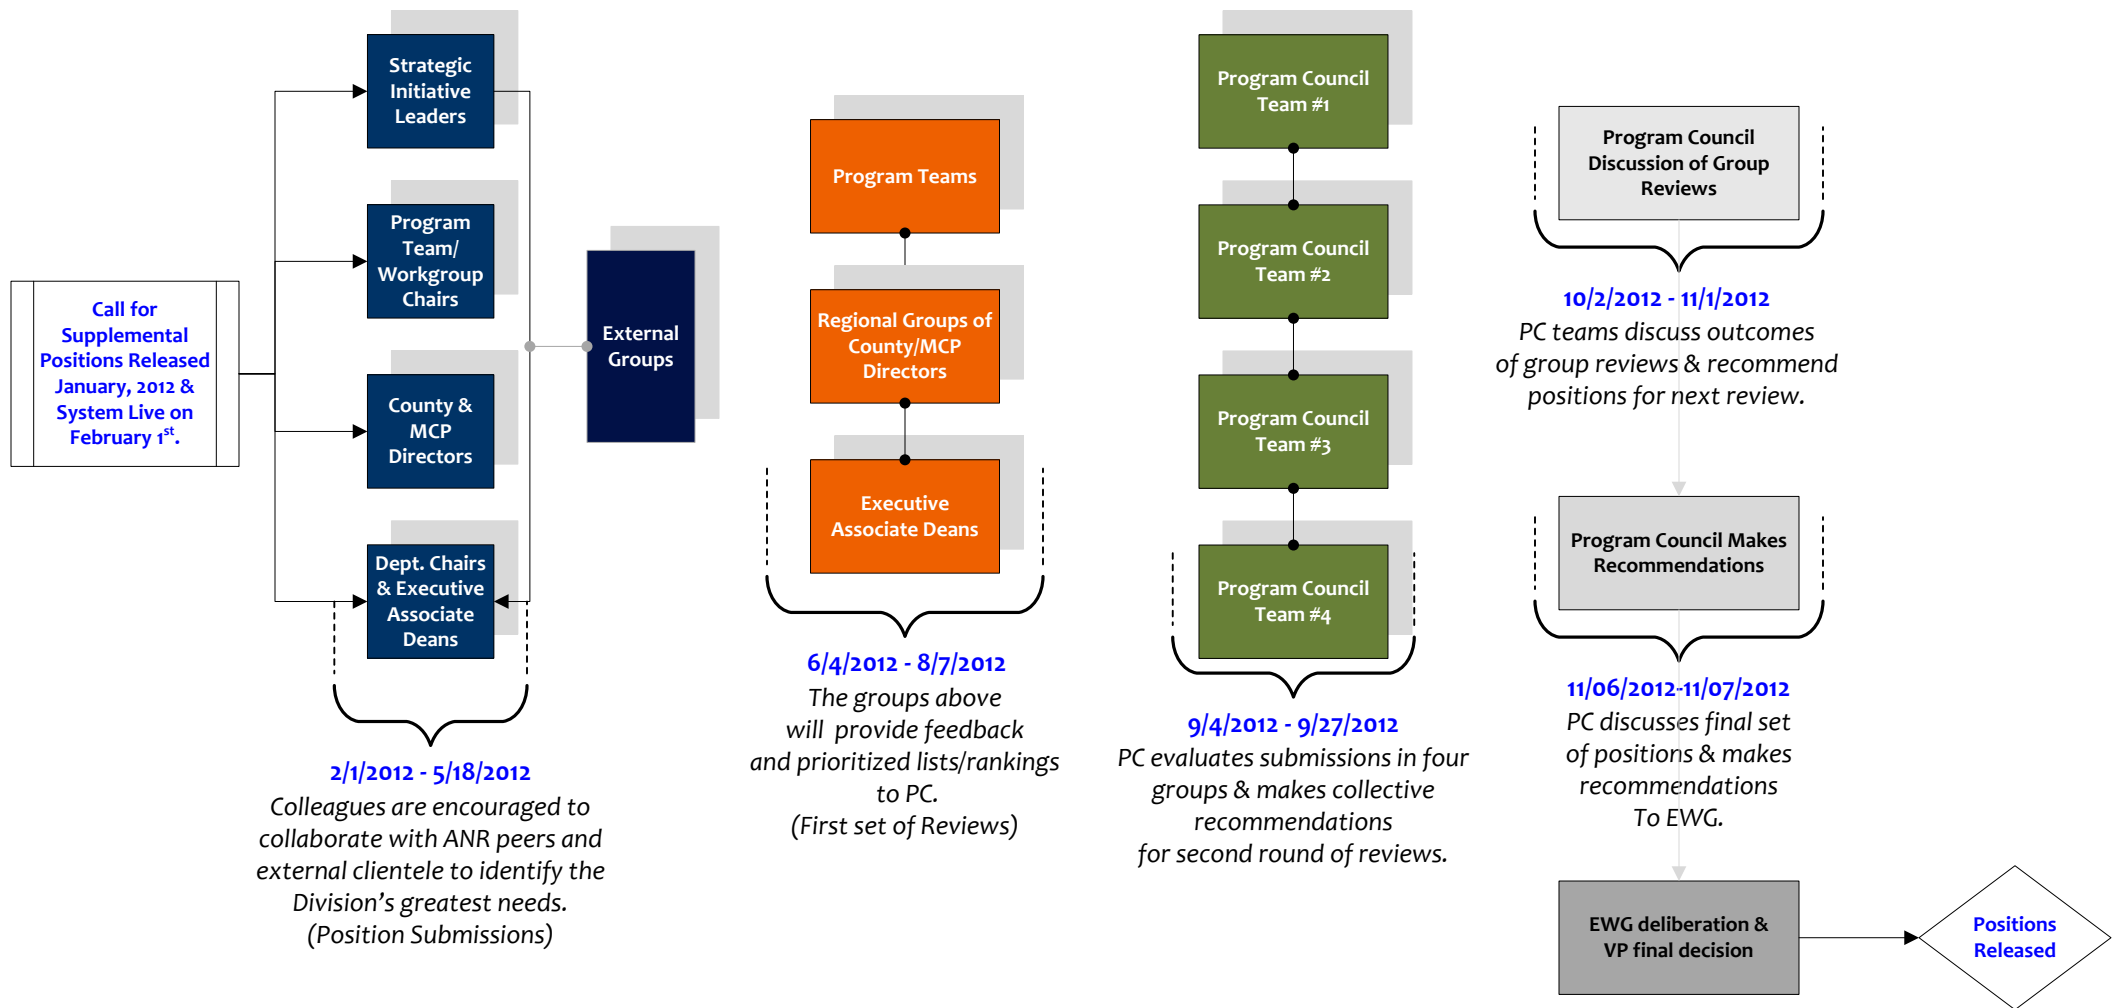 Call for
Supplemental
Positions Released
January, 2012 &
System Live on
February 1st.
Strategic
Initiative
Leaders
Program
Team/
Workgroup
Chairs
County &
MCP
Directors
Dept. Chairs
& Executive
Associate
Deans
2/1/2012 - 5/18/2012
Colleagues are encouraged to
collaborate with ANR peers and
external clientele to identify the
Division’s greatest needs.
(Position Submissions)
External
Groups
Program Teams
Regional Groups of
County/MCP
Directors
Executive
Associate Deans
6/4/2012 - 8/7/2012
The groups above
will provide feedback
and prioritized lists/rankings
to PC.
(First set of Reviews)
Program Council
Team #1
Program Council
Team #2
Program Council
Team #3
Program Council
Team #4
9/4/2012 - 9/27/2012
PC evaluates submissions in four
groups & makes collective
recommendations
for second round of reviews.
Program Council
Discussion of Group
Reviews
10/2/2012 - 11/1/2012
PC teams discuss outcomes
of group reviews & recommend
positions for next review.
Program Council Makes
Recommendations
11/06/2012-11/07/2012
PC discusses final set
of positions & makes
recommendations
To EWG.
EWG deliberation &
VP final decision
Positions
Released